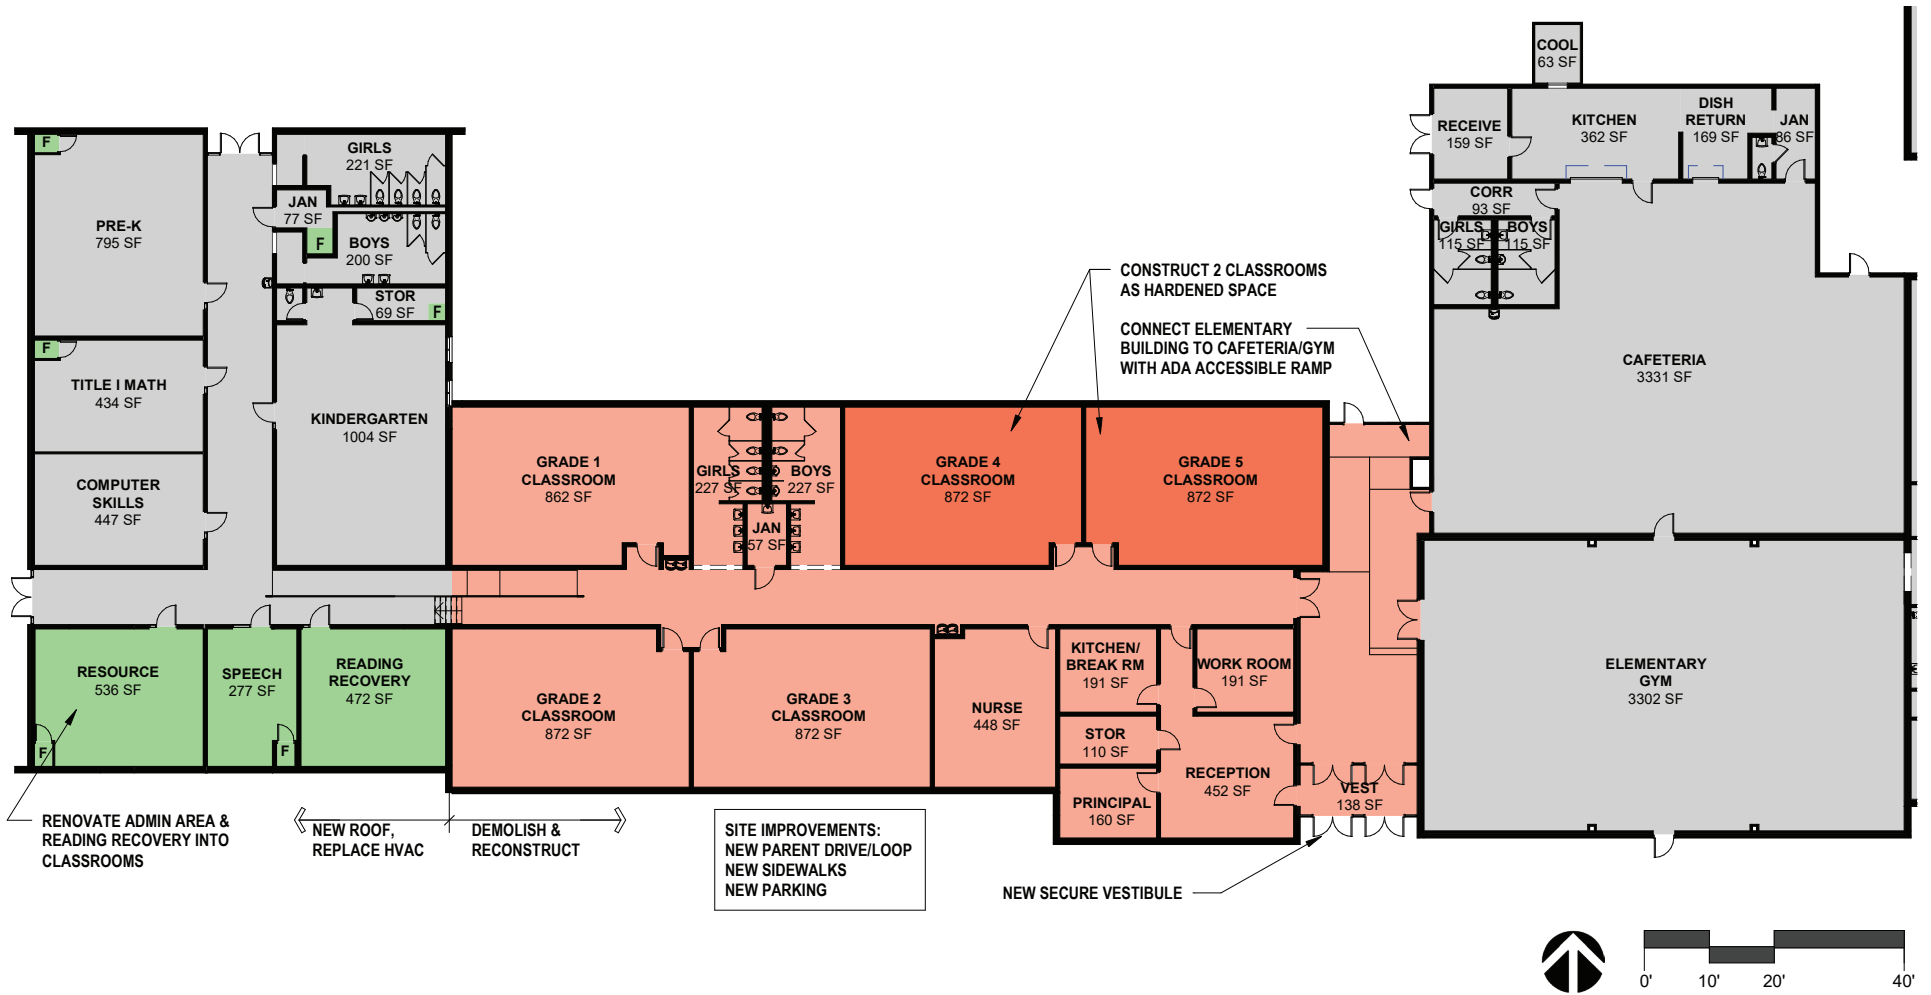 COOL
63 SF
RECEIVE
159 SF
KITCHEN
362 SF
DISH
RETURN
169 SF
JAN
86 SF
CORR
93 SF
GIRLS
115 SF
BOYS
115 SF
CAFETERIA
3331 SF
F
PRE-K
795 SF
GIRLS
221 SF
JAN
77 SF
F
BOYS
200 SF
STOR
69 SF
F
F
TITLE I MATH
434 SF
COMPUTER
SKILLS
447 SF
KINDERGARTEN
1004 SF
CONSTRUCT 2 CLASSROOMS
AS HARDENED SPACE
CONNECT ELEMENTARY
BUILDING TO CAFETERIA/GYM
WITH ADA ACCESSIBLE RAMP
GRADE 1
CLASSROOM
862 SF
GIRLS
227 SF
BOYS
227 SF
JAN
57 SF
GRADE 4
CLASSROOM
872 SF
GRADE 5
CLASSROOM
872 SF
RESOURCE
536 SF
F
SPEECH
277 SF
F
READING
RECOVERY
472 SF
GRADE 2
CLASSROOM
872 SF
GRADE 3
CLASSROOM
872 SF
NURSE
448 SF
KITCHEN/
BREAK RM
191 SF
WORK ROOM
191 SF
STOR
110 SF
PRINCIPAL
160 SF
RECEPTION
452 SF
VEST
138 SF
ELEMENTARY
GYM
3302 SF
RENOVATE ADMIN AREA &
READING RECOVERY INTO
CLASSROOMS
NEW ROOF,
REPLACE HVAC
DEMOLISH &
RECONSTRUCT
SITE IMPROVEMENTS:
NEW PARENT DRIVE/LOOP
NEW SIDEWALKS
NEW PARKING
NEW SECURE VESTIBULE
0'
10'
20'
40'